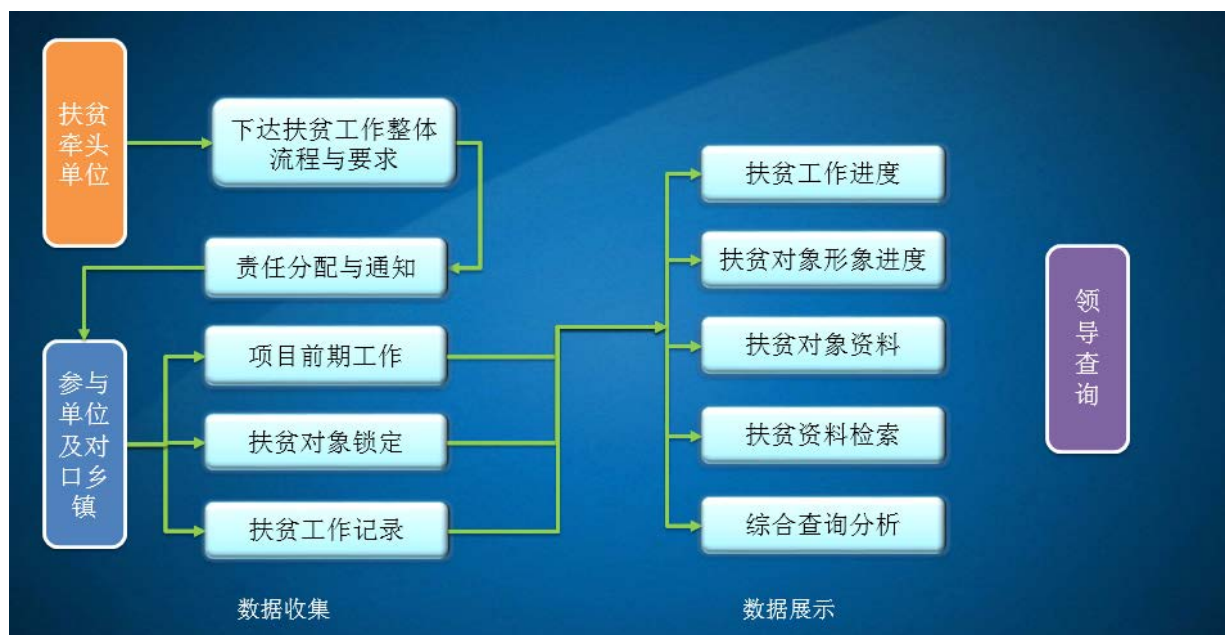 扶贫
牵头
单位
下达扶贫工作整体
流程与要求
责任分配与通知
参与
单位
及对
口乡
镇
项目前期工作
扶贫对象锁定
扶贫工作记录
数据收集
扶贫工作进度
扶贫对象形象进度
扶贫对象资料
扶贫资料检索
综合查询分析
数据展示
领
导
查
询